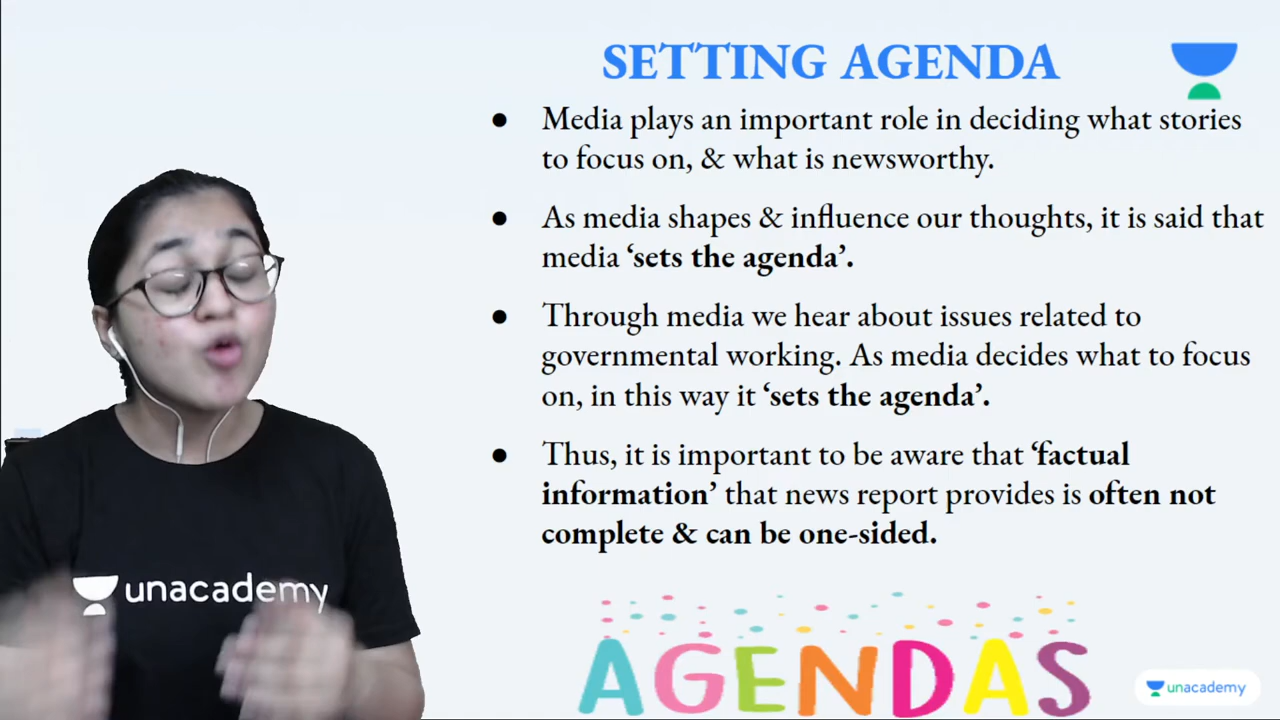 SETTING AGENDA
● Media plays an important role in deciding what stories
to focus on, & what is newsworthy.
● As media shapes & influence our thoughts, it is said that
media ‘sets the agenda’.
● Through media we hear about issues related to
governmental working. As media decides what to focus
on, in this way it ‘sets the agenda’.
● Thus, it is important to be aware that ‘factual
information’ that news report provides is often not
complete & can be one-sided.
unacademy
AGENDAS
unacademy